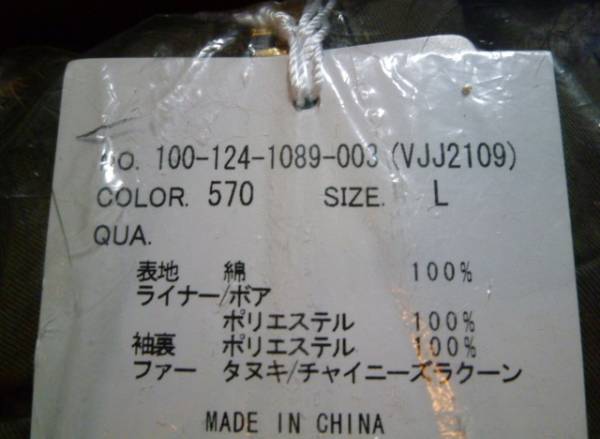 NO. 100-124-1089-003 (VJJ2109)
COLOR. 570 SIZE. L
QUA.
表地 綿 100%
ライナー/ボア
ポリエステル 100%
袖裏 ポリエステル 100%
ファー タヌキ/チャイニーズラクーン
MADE IN CHINA